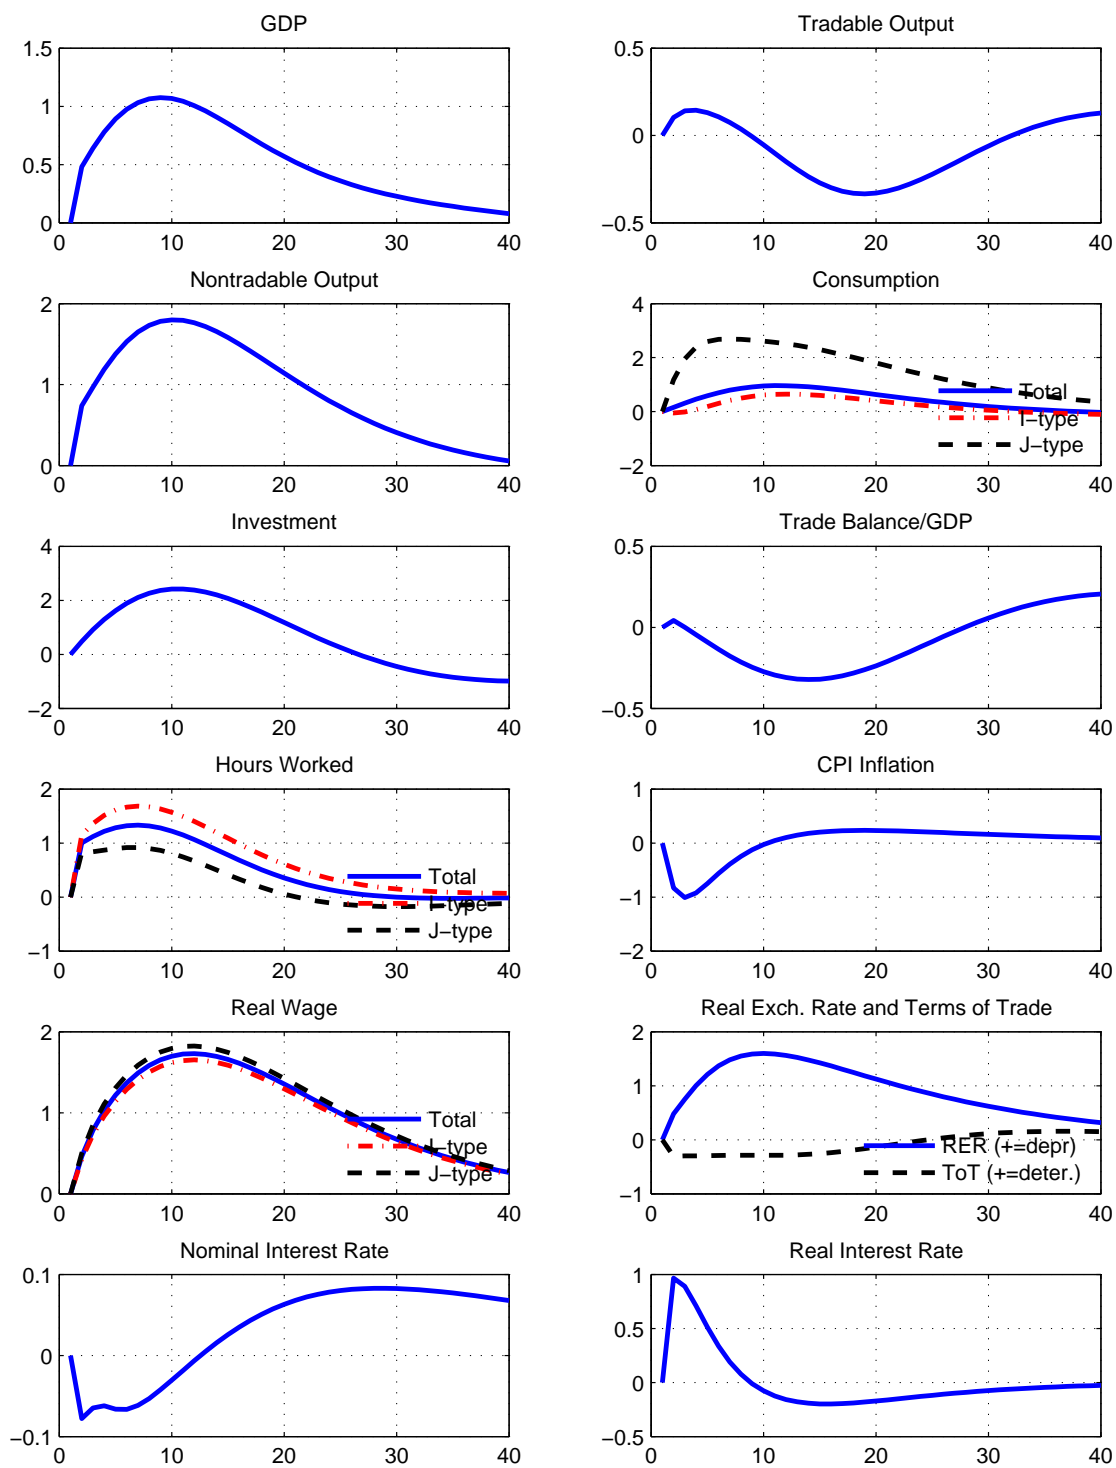 GDP
1.5
1
0.5
0
0 10 20 30 40
Tradable Output
0.5
0
−0.5
0 10 20 30 40
Nontradable Output
2
1
0
0 10 20 30 40
Consumption
4
2
0
−2
0 10 20 30 40
Total
I−type
J−type
Investment
4
2
0
−2
0 10 20 30 40
Trade Balance/GDP
0.5
0
−0.5
0 10 20 30 40
Hours Worked
2
1
0
−1
0 10 20 30 40
Total
I−type
J−type
CPI Inflation
1
0
−1
−2
0 10 20 30 40
Real Wage
2
1
0
0 10 20 30 40
Total
I−type
J−type
Real Exch. Rate and Terms of Trade
2
1
0
−1
0 10 20 30 40
RER (+=depr)
ToT (+=deter.)
Nominal Interest Rate
0.1
0
−0.1
0 10 20 30 40
Real Interest Rate
1
0.5
0
−0.5
0 10 20 30 40